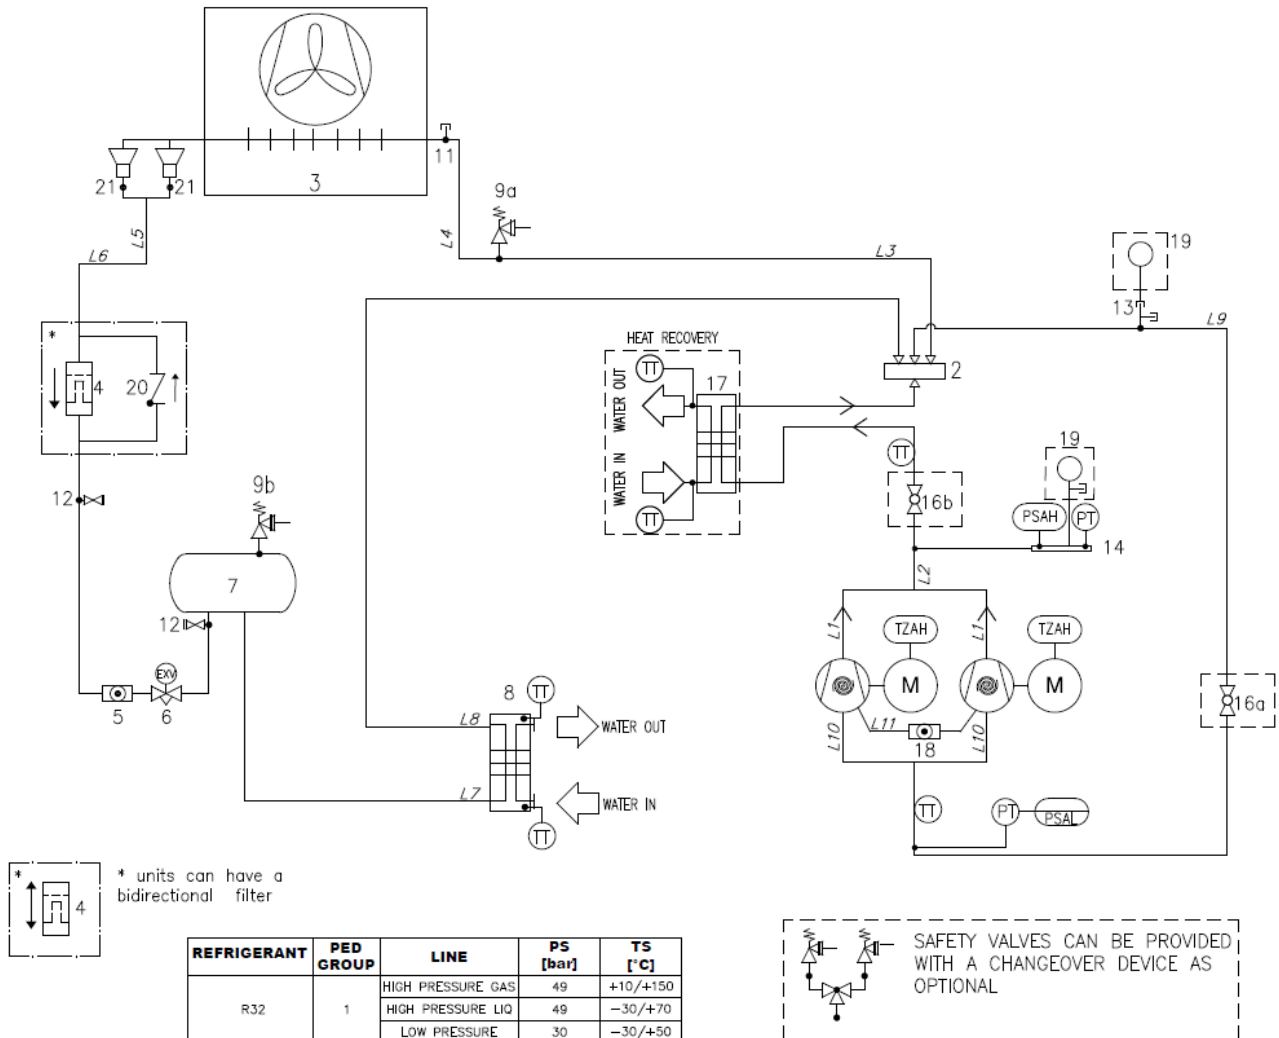 3
11
21
21
9a
L5
L4
L6
L3
19
13
L9
*
4
20
HEAT RECOVERY
TT
17
2
WATER OUT
WATER IN
TT
TT
19
16b
PSAH
PT
14
12
9b
7
12
L2
L1
L1
TZAH
TZAH
EXV
5
6
M
M
8
TT
L8
WATER OUT
L7
WATER IN
TT
L10
L11
18
L10
16a
TT
PT
PSAL
*
4
* units can have a
bidirectional filter
REFRIGERANT PED GROUP LINE PS [bar] TS [°C]
R32 1 HIGH PRESSURE GAS 49 +10/+150
HIGH PRESSURE LIQ 49 −30/+70
LOW PRESSURE 30 −30/+50
SAFETY VALVES CAN BE PROVIDED
WITH A CHANGEOVER DEVICE AS
OPTIONAL